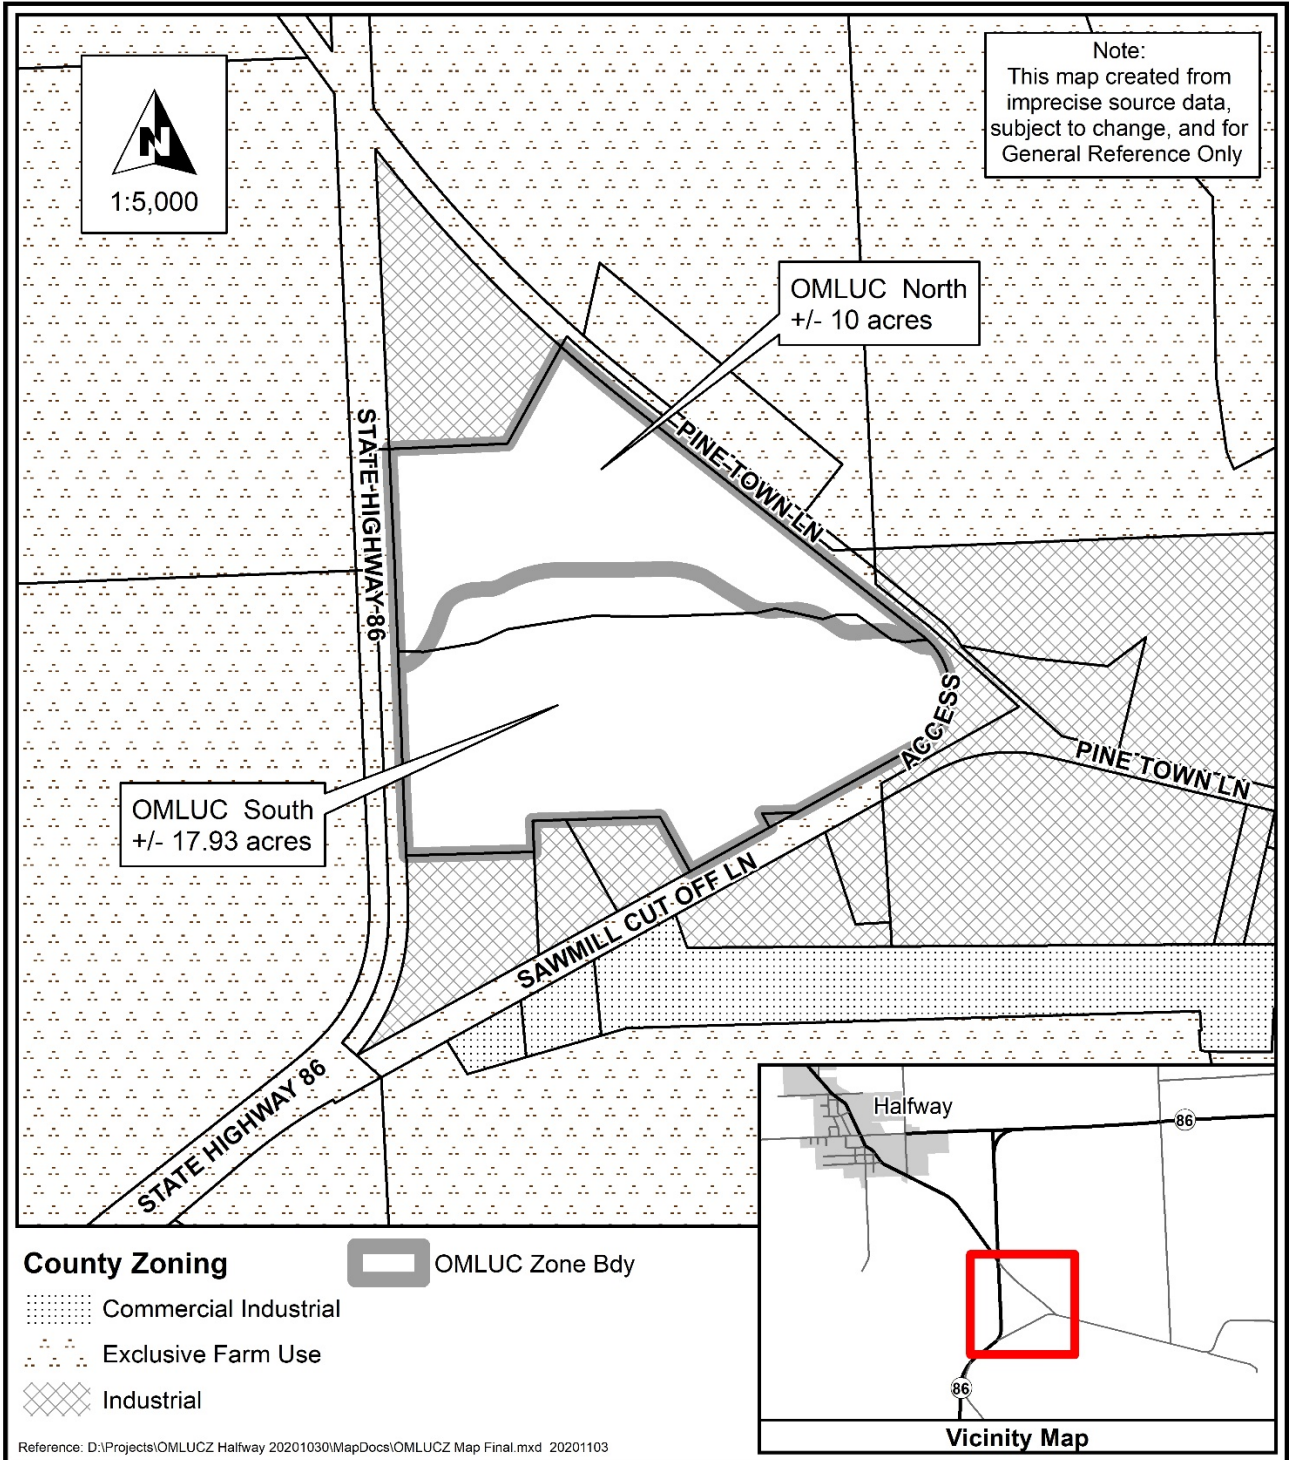 N
1:5,000
Note:
This map created from
imprecise source data,
subject to change, and for
General Reference Only
OMLUC North
+/- 10 acres
STATE HIGHWAY 86
PINE TOWN LN
ACCESS
PINE TOWN LN
OMLUC South
+/- 17.93 acres
SAWMILL CUT OFF LN
STATE HIGHWAY 86
Halfway
86
86
Vicinity Map
County Zoning
OMLUC Zone Bdy
Commercial Industrial
Exclusive Farm Use
Industrial
Reference: D:\Projects\OMLUCZ Halfway 20201030\MapDocs\OMLUCZ Map Final.mxd 20201103